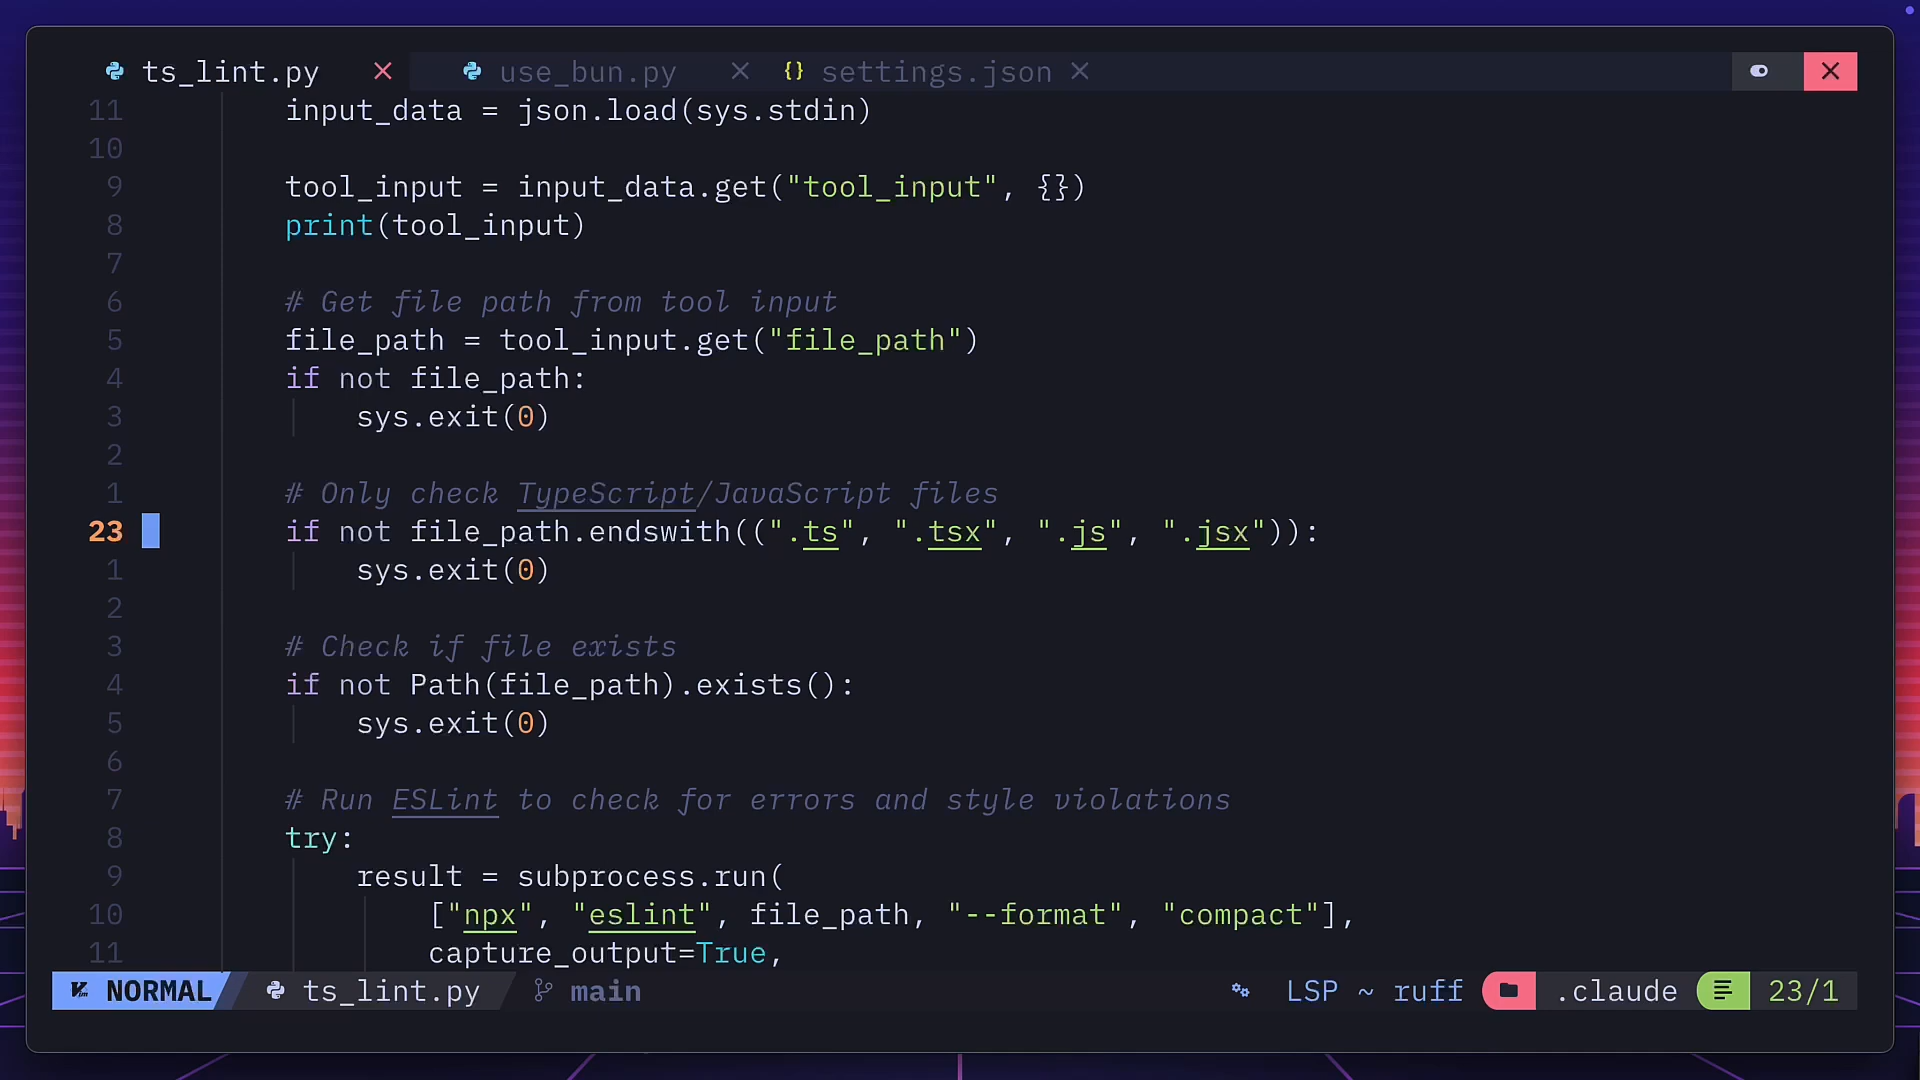 ts_lint.py use_bun.py {} settings.json
11 input_data = json.load(sys.stdin)
10
9 tool_input = input_data.get("tool_input", {})
8 print(tool_input)
7
6 # Get file path from tool input
5 file_path = tool_input.get("file_path")
4 if not file_path:
3 sys.exit(0)
2
1 # Only check TypeScript/JavaScript files
23 if not file_path.endswith((".ts", ".tsx", ".js", ".jsx")):
1 sys.exit(0)
2
3 # Check if file exists
4 if not Path(file_path).exists():
5 sys.exit(0)
6
7 # Run ESLint to check for errors and style violations
8 try:
9 result = subprocess.run(
10 ["npx", "eslint", file_path, "--format", "compact"],
11 capture_output=True,
NORMAL ts_lint.py main LSP ~ ruff .claude 23/1